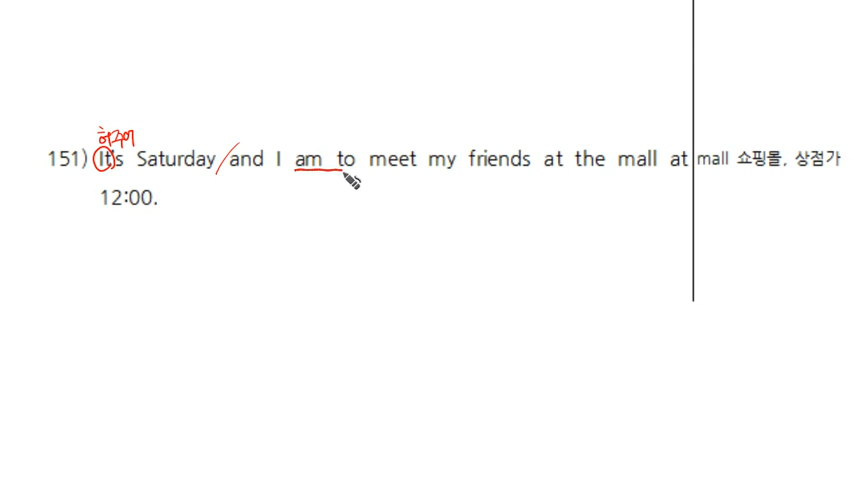 허주어
151) It's Saturday and I am to meet my friends at the mall at mall 쇼핑몰, 상점가
12:00.